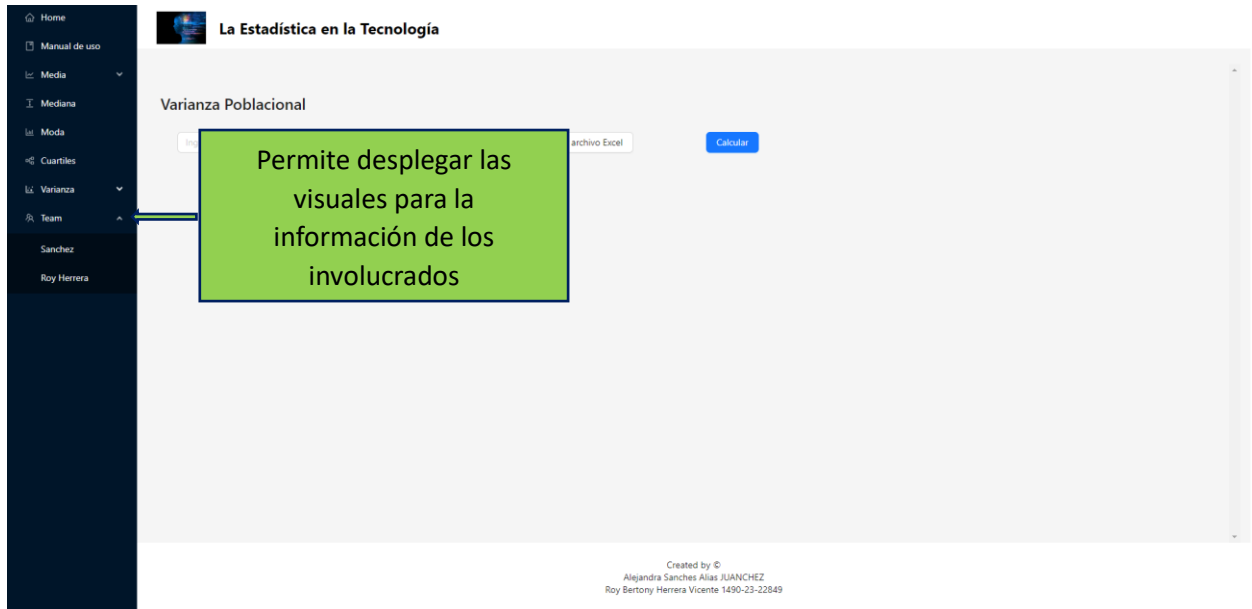 Home
Manual de uso
Media
Mediana
Moda
Cuartiles
Varianza
Team
Sanchez
Roy Herrera
La Estadística en la Tecnología
Varianza Poblacional
archivo Excel
Calcular
Permite desplegar las
visuales para la
información de los
involucrados
Created by ©
Alejandra Sanches Alias JUANCHEZ
Roy Bertony Herrera Vicente 1490-23-22849